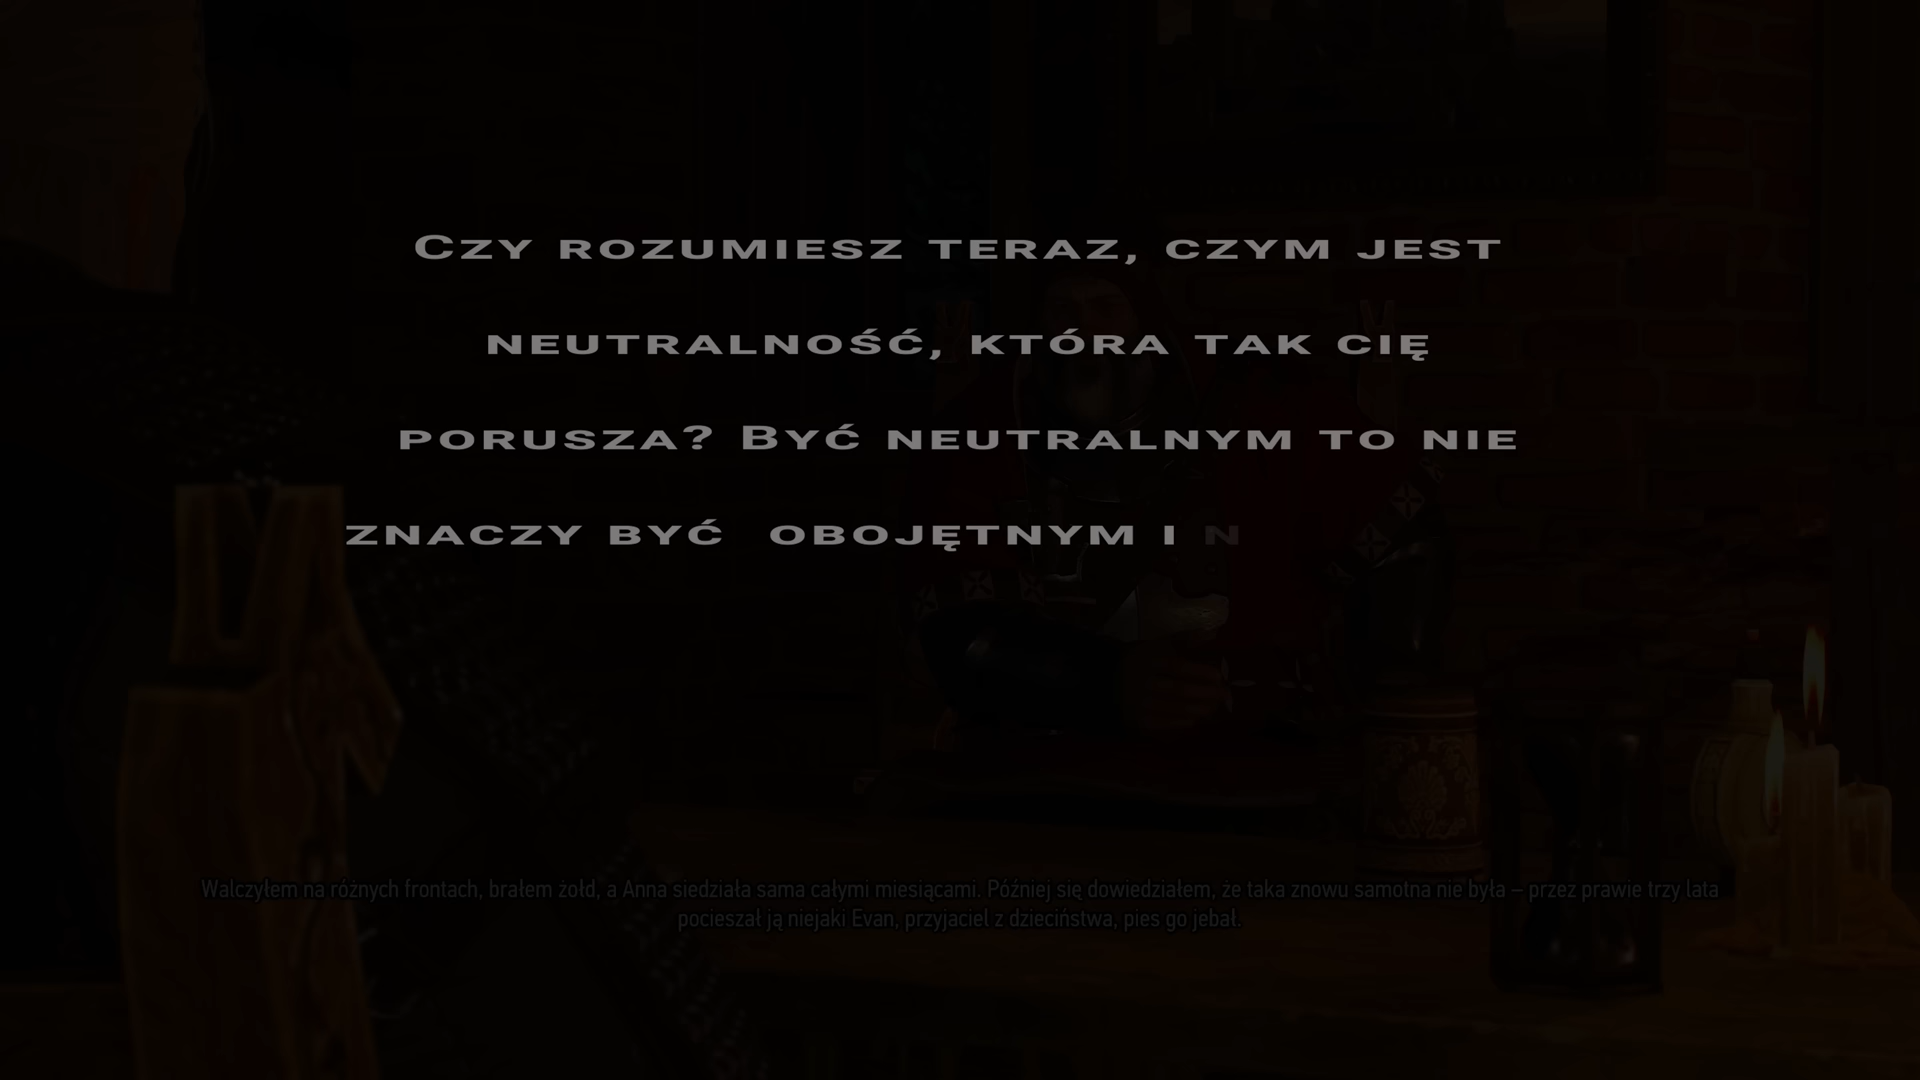 Czy rozumiesz teraz, czym jest
neutralność, która tak cię
porusza? Być neutralnym to nie
znaczy być obojętnym i n
Walczyłem na różnych frontach, brałem żołd, a Anna siedziała sama całymi miesiącami. Później się dowiedziałem, że taka znowu samotna nie była – przez prawie trzy lata
pocieszał ją niejaki Evan, przyjaciel z dzieciństwa, pies go jebał.